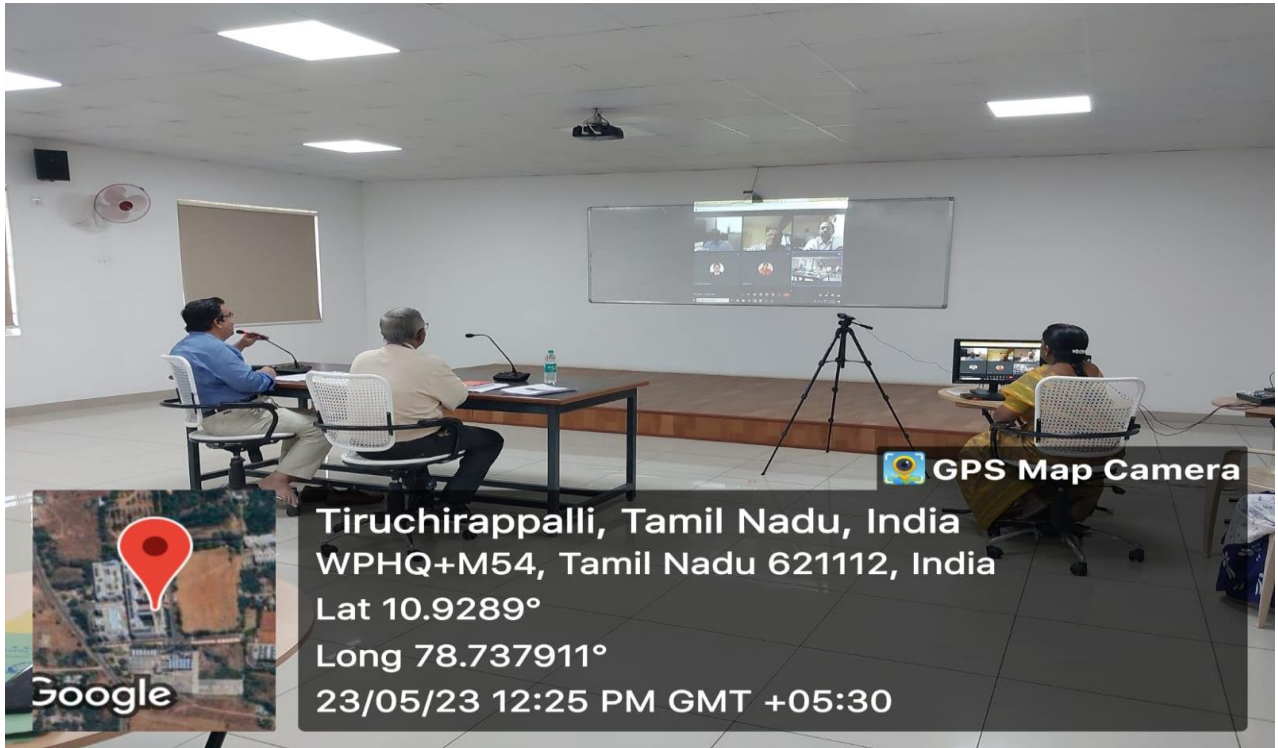 GPS Map Camera
Tiruchirappalli, Tamil Nadu, India
WPHQ+M54, Tamil Nadu 621112, India
Lat 10.9289°
Long 78.737911°
23/05/23 12:25 PM GMT +05:30
Google